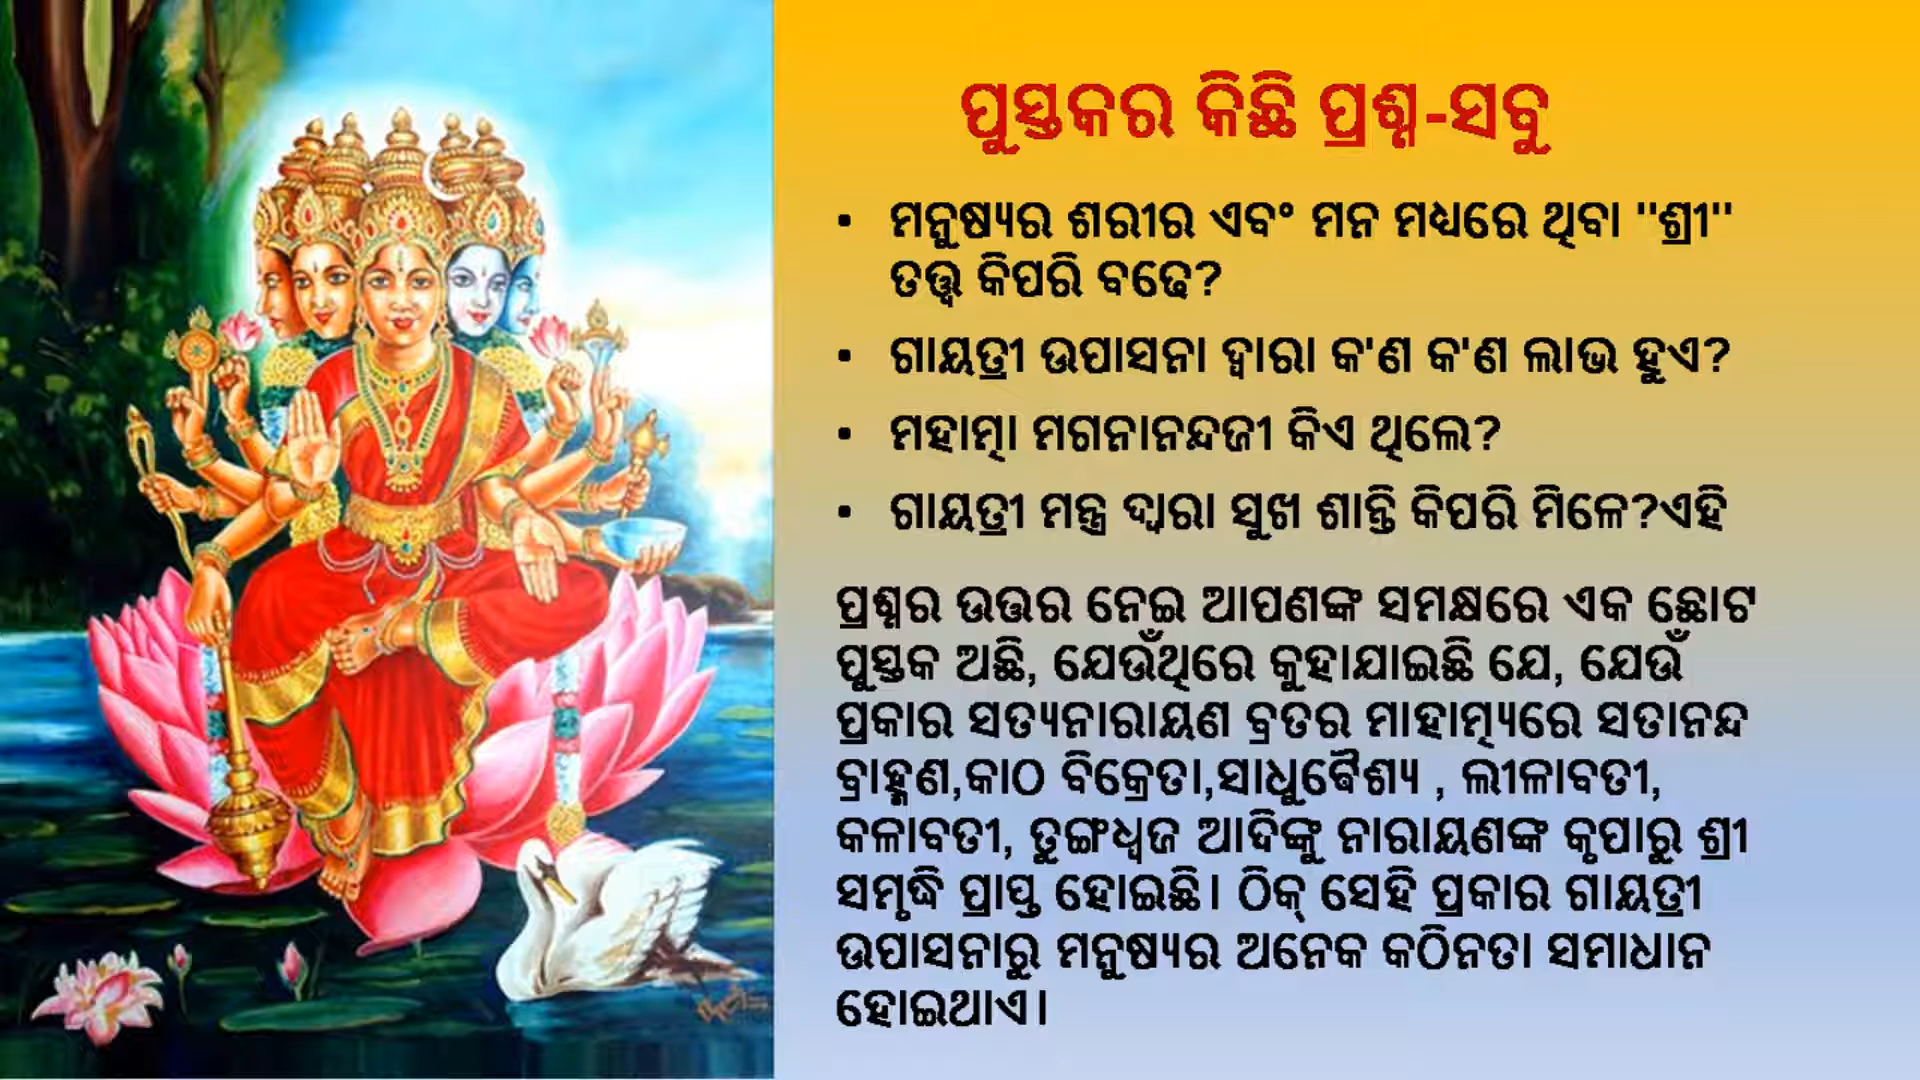 ପୁସ୍ତକର କିଛି ପ୍ରଶ୍ନ-ସବୁ
• ମନୁଷ୍ୟର ଶରୀର ଏବଂ ମନ ମଧ୍ୟରେ ଥିବା "ଶ୍ରୀ"
ତତ୍ତ୍ୱ କିପରି ବଢେ?
• ଗାୟତ୍ରୀ ଉପାସନା ଦ୍ୱାରା କ'ଣ କ'ଣ ଲାଭ ହୁଏ?
• ମହାତ୍ମା ମଗନାନନ୍ଦଜୀ କିଏ ଥିଲେ?
• ଗାୟତ୍ରୀ ମନ୍ତ୍ର ଦ୍ୱାରା ସୁଖ ଶାନ୍ତି କିପରି ମିଳେ?ଏହି
ପ୍ରଶ୍ନର ଉତ୍ତର ନେଇ ଆପଣଙ୍କ ସମକ୍ଷରେ ଏକ ଛୋଟ
ପୁସ୍ତକ ଅଛି, ଯେଉଁଥିରେ କୁହାଯାଇଛି ଯେ, ଯେଉଁ
ପ୍ରକାର ସତ୍ୟନାରାୟଣ ବ୍ରତର ମାହାତ୍ମ୍ୟରେ ସତାନନ୍ଦ
ବ୍ରାହ୍ମଣ,କାଠ ବିକ୍ରେତା,ସାଧୁବୈଶ୍ୟ , ଲୀଳାବତୀ,
କଳାବତୀ, ତୁଙ୍ଗଧ୍ୱଜ ଆଦିଙ୍କୁ ନାରାୟଣଙ୍କ କୃପାରୁ ଶ୍ରୀ
ସମୃଦ୍ଧି ପ୍ରାପ୍ତ ହୋଇଛି। ଠିକ୍ ସେହି ପ୍ରକାର ଗାୟତ୍ରୀ
ଉପାସନାରୁ ମନୁଷ୍ୟର ଅନେକ କଠିନତା ସମାଧାନ
ହୋଇଥାଏ।